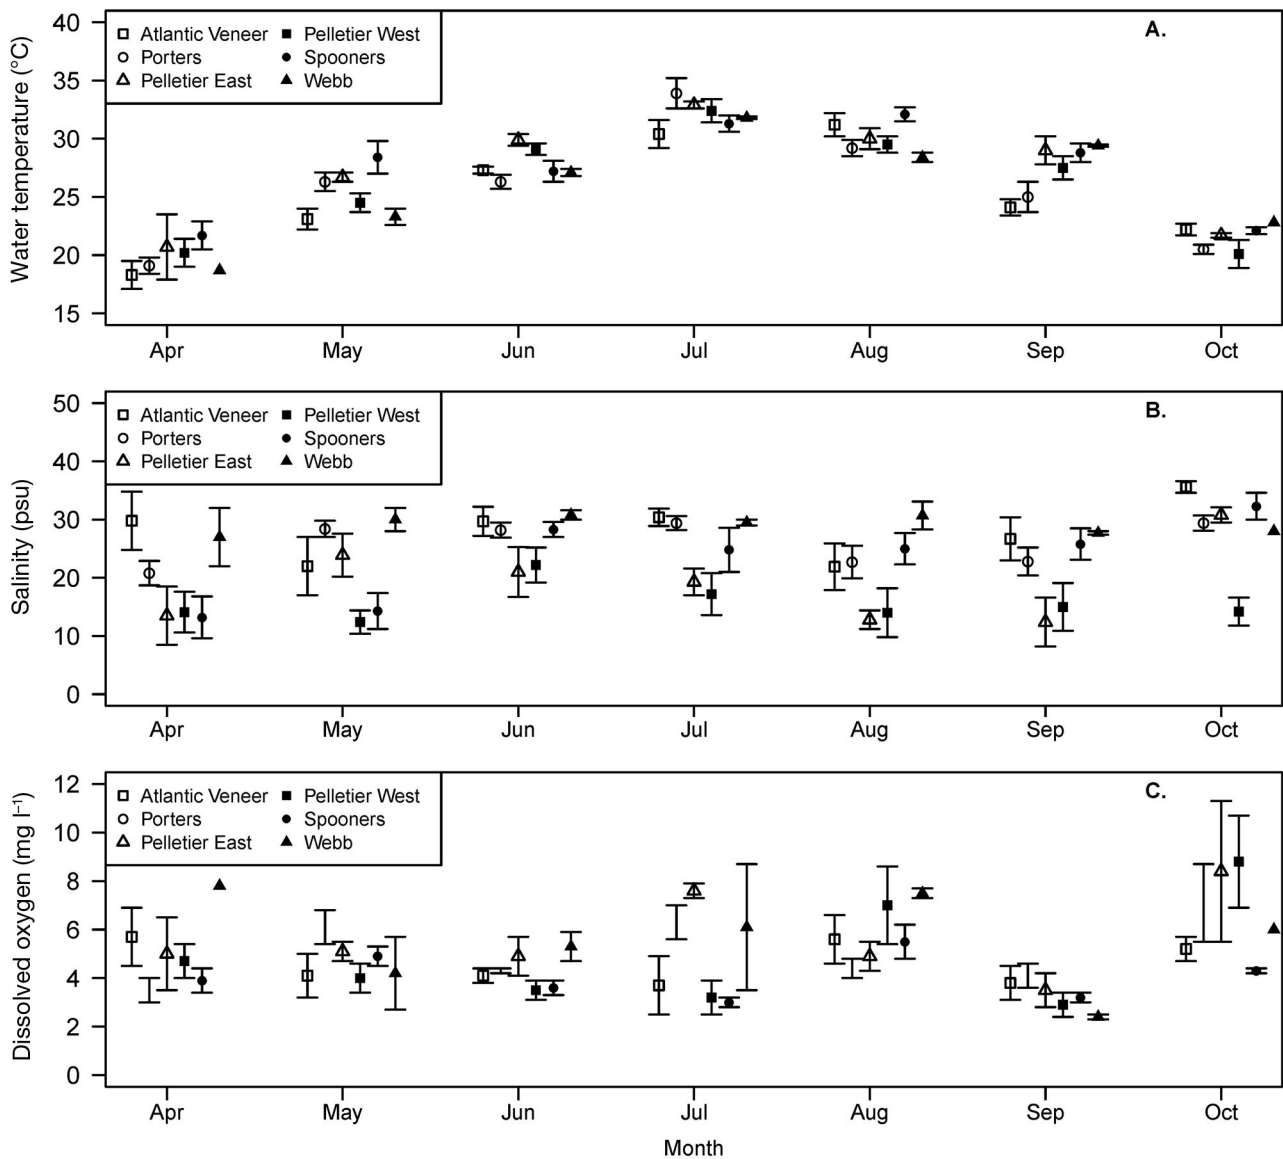 Water temperature (°C)
40
35
30
25
20
15
Atlantic Veneer Pelletier West
Porters Spooners
Pelletier East Webb
A.
Apr May Jun Jul Aug Sep Oct
Salinity (psu)
50
40
30
20
10
0
Atlantic Veneer Pelletier West
Porters Spooners
Pelletier East Webb
B.
Apr May Jun Jul Aug Sep Oct
Dissolved oxygen (mg l⁻¹)
12
10
8
6
4
2
0
Atlantic Veneer Pelletier West
Porters Spooners
Pelletier East Webb
C.
Apr May Jun Jul Aug Sep Oct
Month